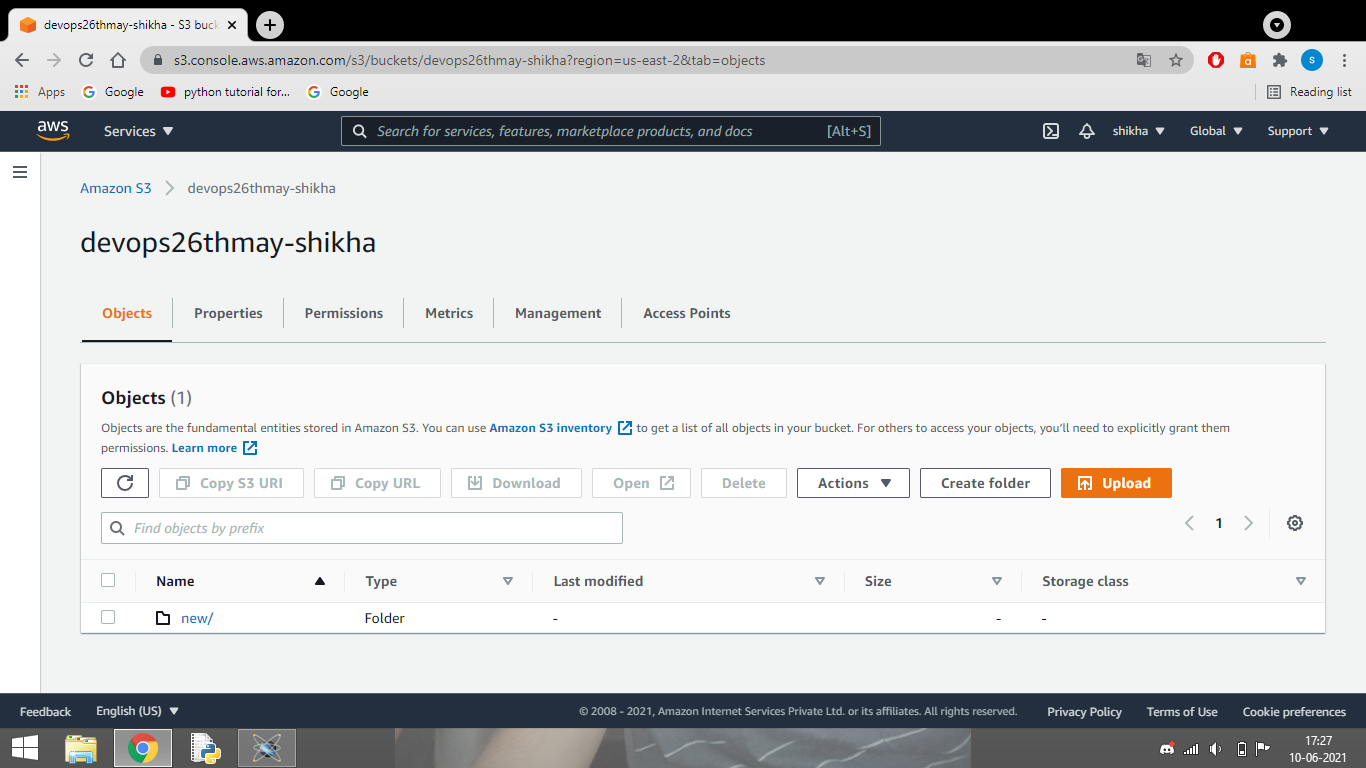 devops26thmay-shikha - S3 buck
s3.console.aws.amazon.com/s3/buckets/devops26thmay-shikha?region=us-east-2&tab=objects
a
s
Apps
Google
python tutorial for...
Google
Reading list
aws
Services
Search for services, features, marketplace products, and docs
[Alt+S]
shikha
Global
Support
Amazon S3
devops26thmay-shikha
devops26thmay-shikha
Objects
Properties
Permissions
Metrics
Management
Access Points
Objects (1)
Objects are the fundamental entities stored in Amazon S3. You can use Amazon S3 inventory to get a list of all objects in your bucket. For others to access your objects, you'll need to explicitly grant them
permissions. Learn more
Copy S3 URI
Copy URL
Download
Open
Delete
Actions
Create folder
Upload
Find objects by prefix
1
Name
Type
Last modified
Size
Storage class
new/
Folder
-
-
-
Feedback
English (US)
© 2008 - 2021, Amazon Internet Services Private Ltd. or its affiliates. All rights reserved.
Privacy Policy
Terms of Use
Cookie preferences
17:27
10-06-2021